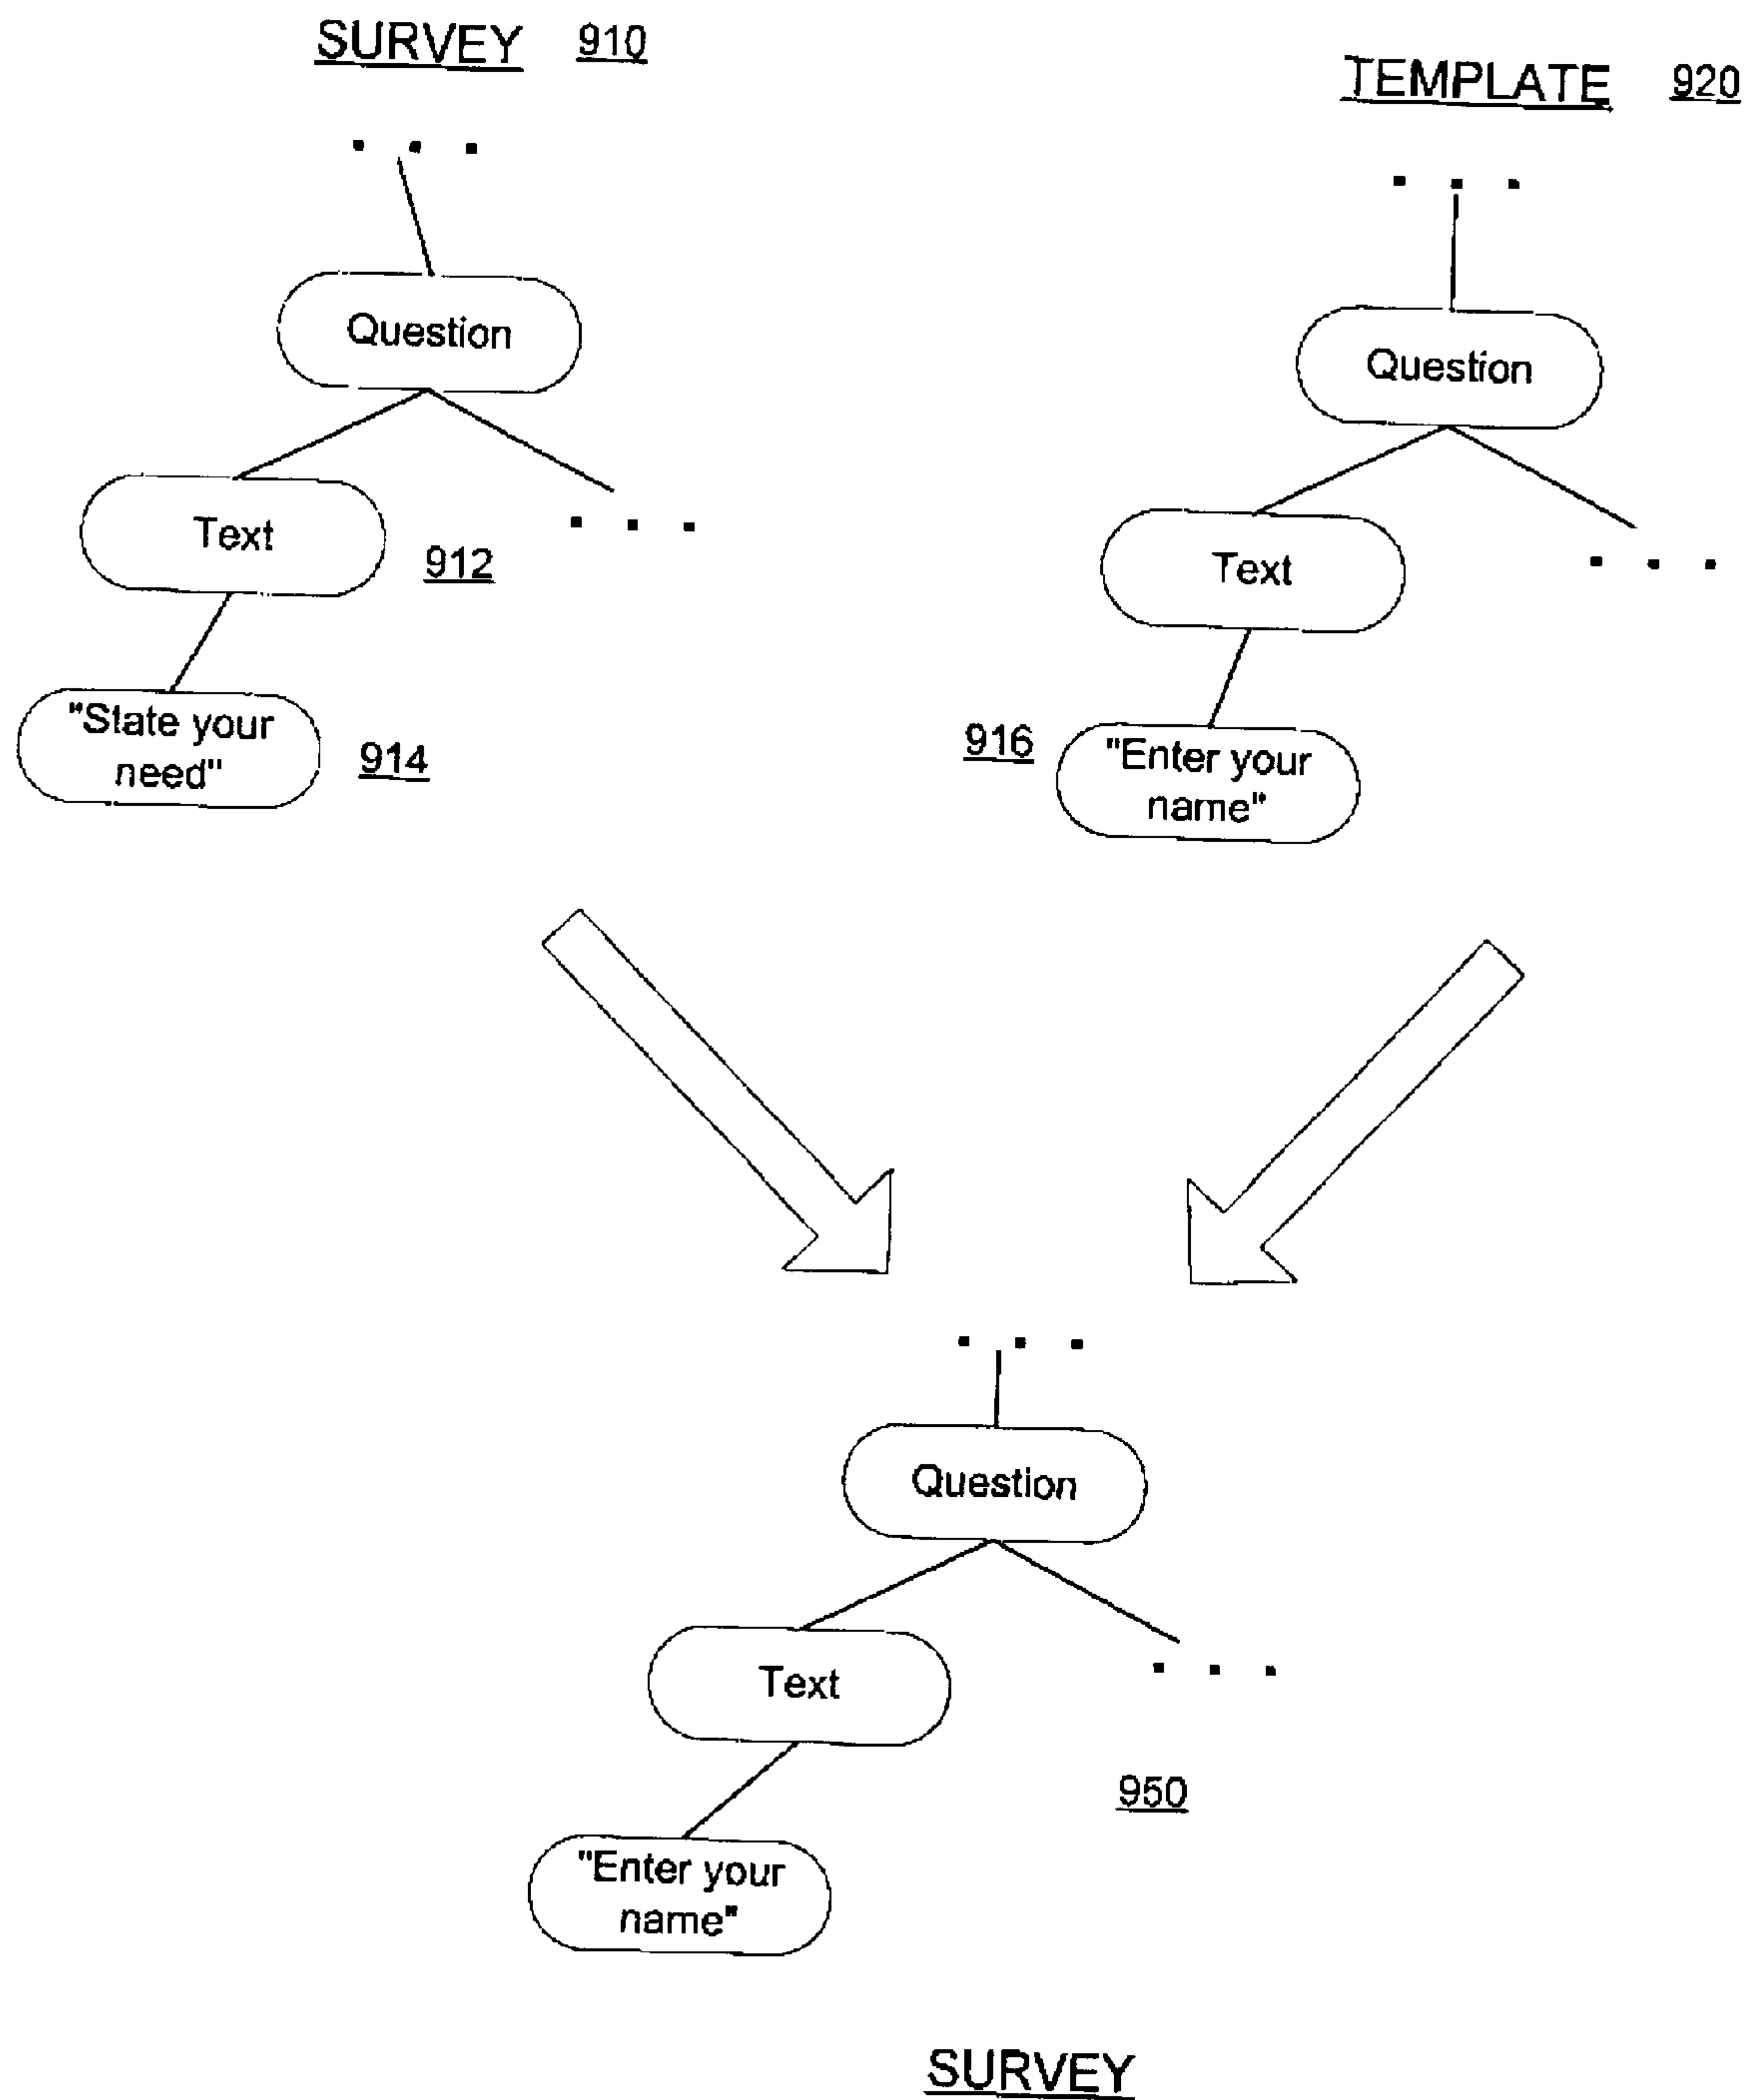 SURVEY 910
TEMPLATE 920
. . .
. . .
Question
Question
Text
912
. . .
Text
. . .
"State your
need"
914
916
"Enter your
name"
. . .
Question
Text
. . .
950
"Enter your
name"
SURVEY